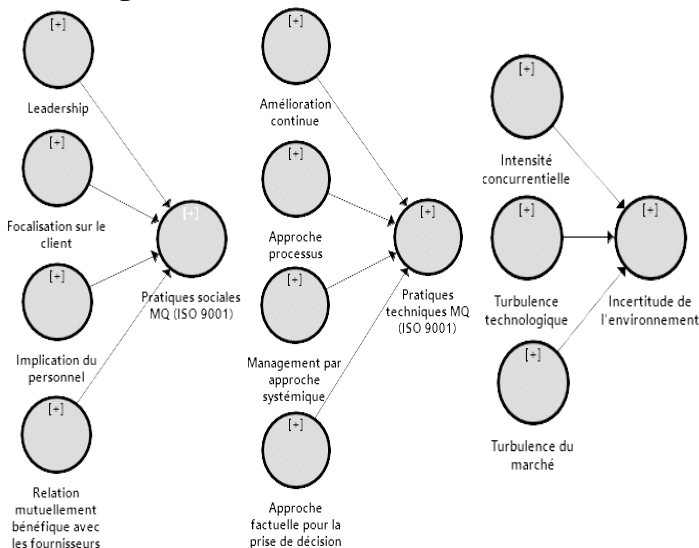 [+]
Leadership
[+]
Focalisation sur le
client
[+]
Implication du
personnel
[+]
Relation
mutuellement
bénéfique avec
les fournisseurs
[+]
Pratiques sociales
MQ (ISO 9001)
[+]
Amélioration
continue
[+]
Approche
processus
[+]
Management par
approche
systémique
[+]
Approche
factuelle pour la
prise de décision
[+]
Pratiques
techniques MQ
(ISO 9001)
[+]
Intensité
concurrentielle
[+]
Turbulence
technologique
[+]
Turbulence du
marché
[+]
Incertitude de
l'environnement